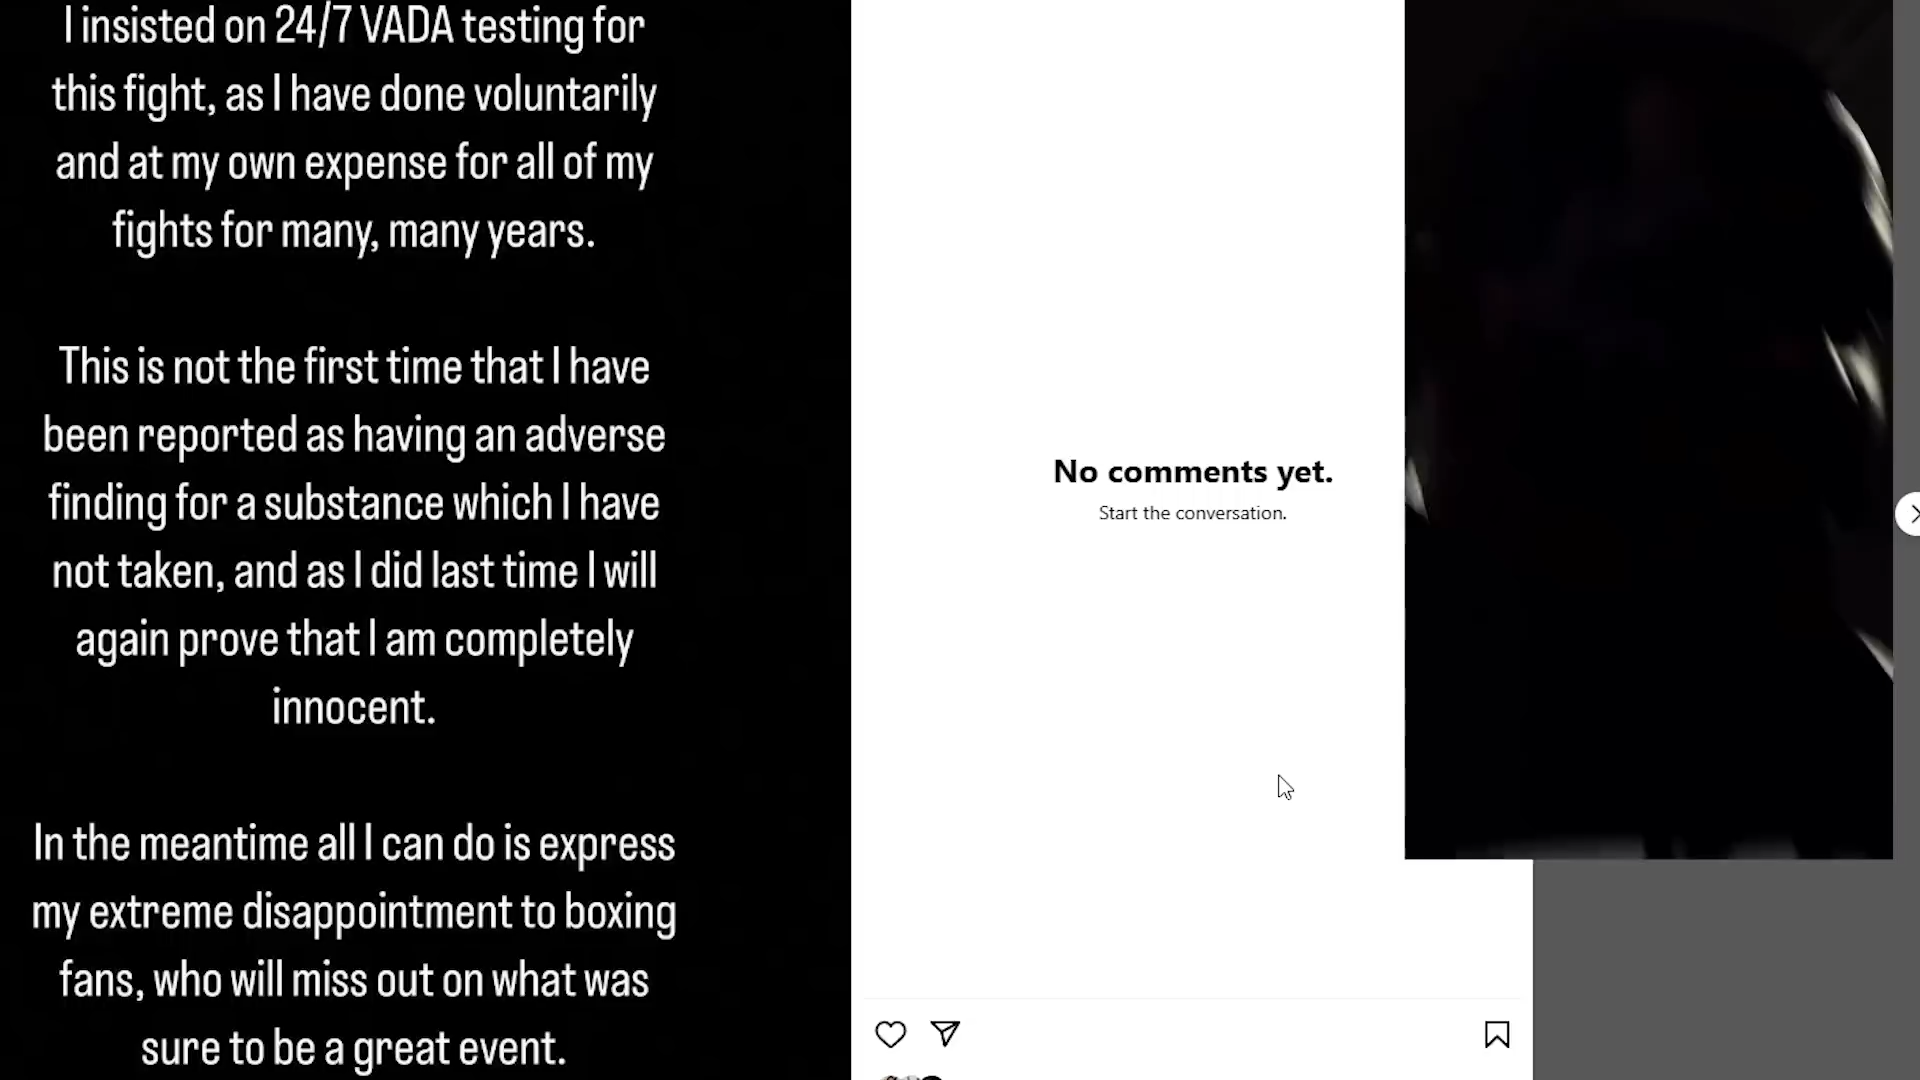 I insisted on 24/7 VADA testing for
this fight, as I have done voluntarily
and at my own expense for all of my
fights for many, many years.
This is not the first time that I have
been reported as having an adverse
finding for a substance which I have
not taken, and as I did last time I will
again prove that I am completely
innocent.
In the meantime all I can do is express
my extreme disappointment to boxing
fans, who will miss out on what was
sure to be a great event.
No comments yet.
Start the conversation.